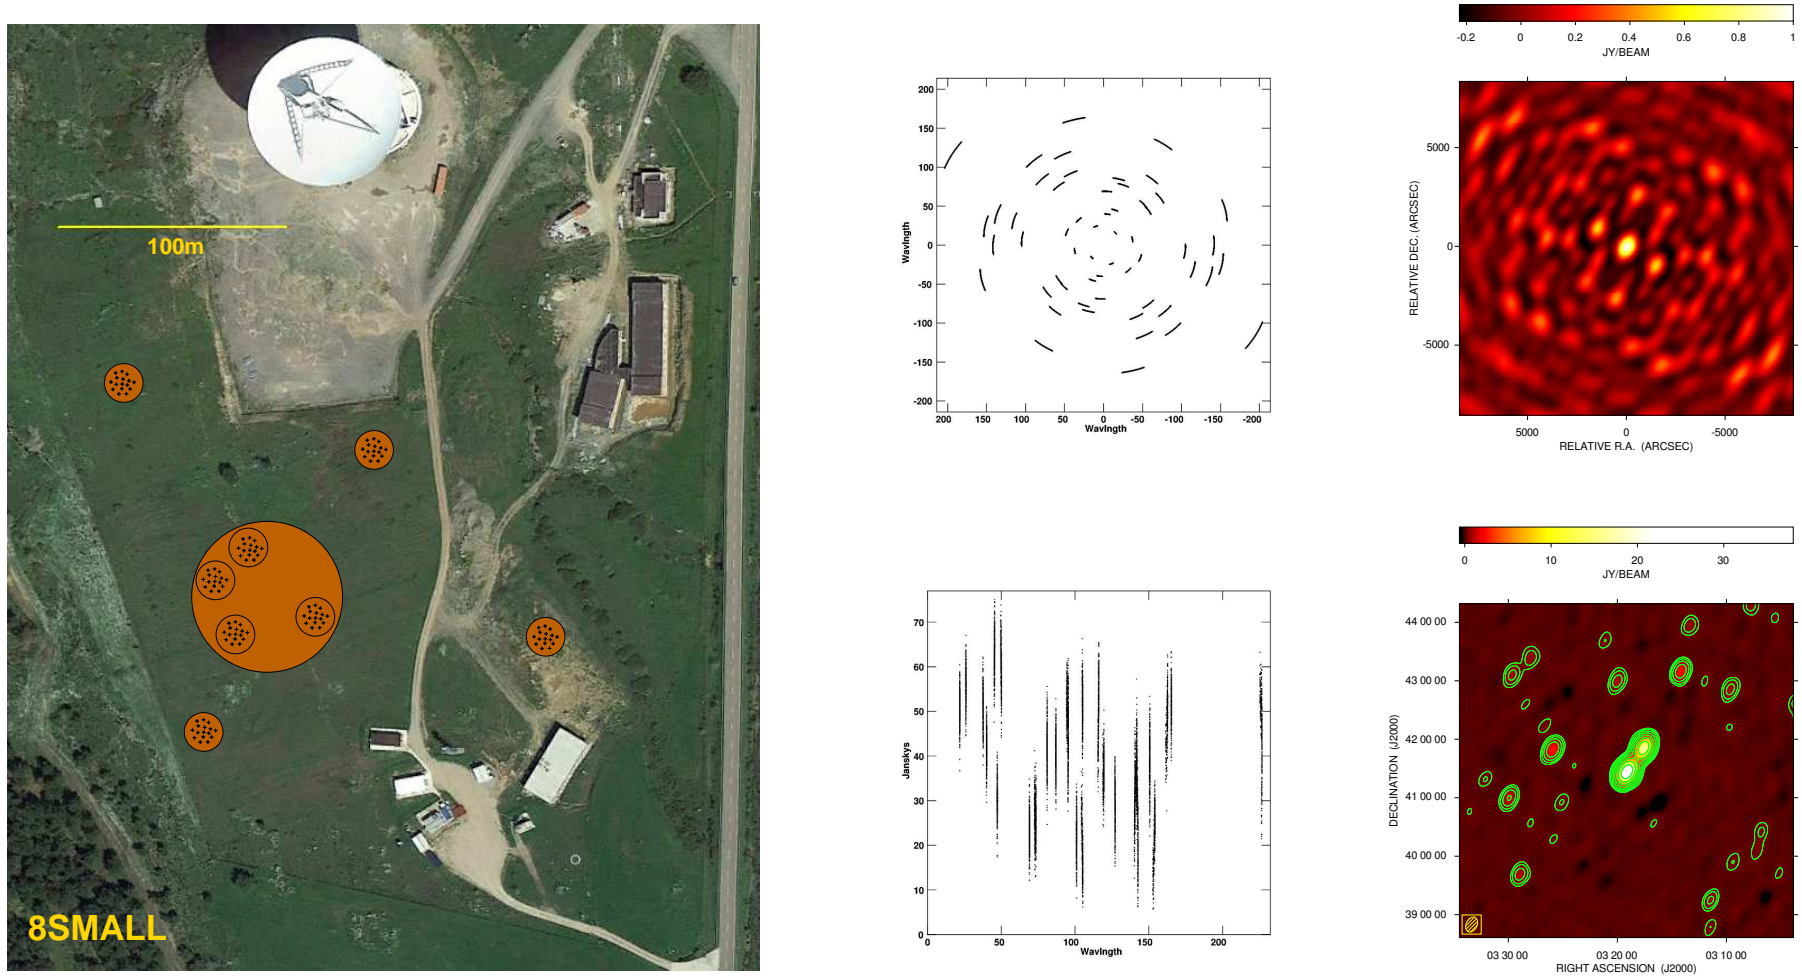 100m
8SMALL
200
150
100
50
0
-50
-100
-150
-200
Wavlngth
200 150 100 50 0 -50 -100 -150 -200
Wavlngth
-0.2 0 0.2 0.4 0.6 0.8 1
JY/BEAM
5000
0
-5000
RELATIVE DEC. (ARCSEC)
5000 0 -5000
RELATIVE R.A. (ARCSEC)
70
60
50
40
30
20
10
0
Janskys
0 50 100 150 200
Wavlngth
0 10 20 30
JY/BEAM
44 00 00
43 00 00
42 00 00
41 00 00
40 00 00
39 00 00
DECLINATION (J2000)
03 30 00 03 20 00 03 10 00
RIGHT ASCENSION (J2000)